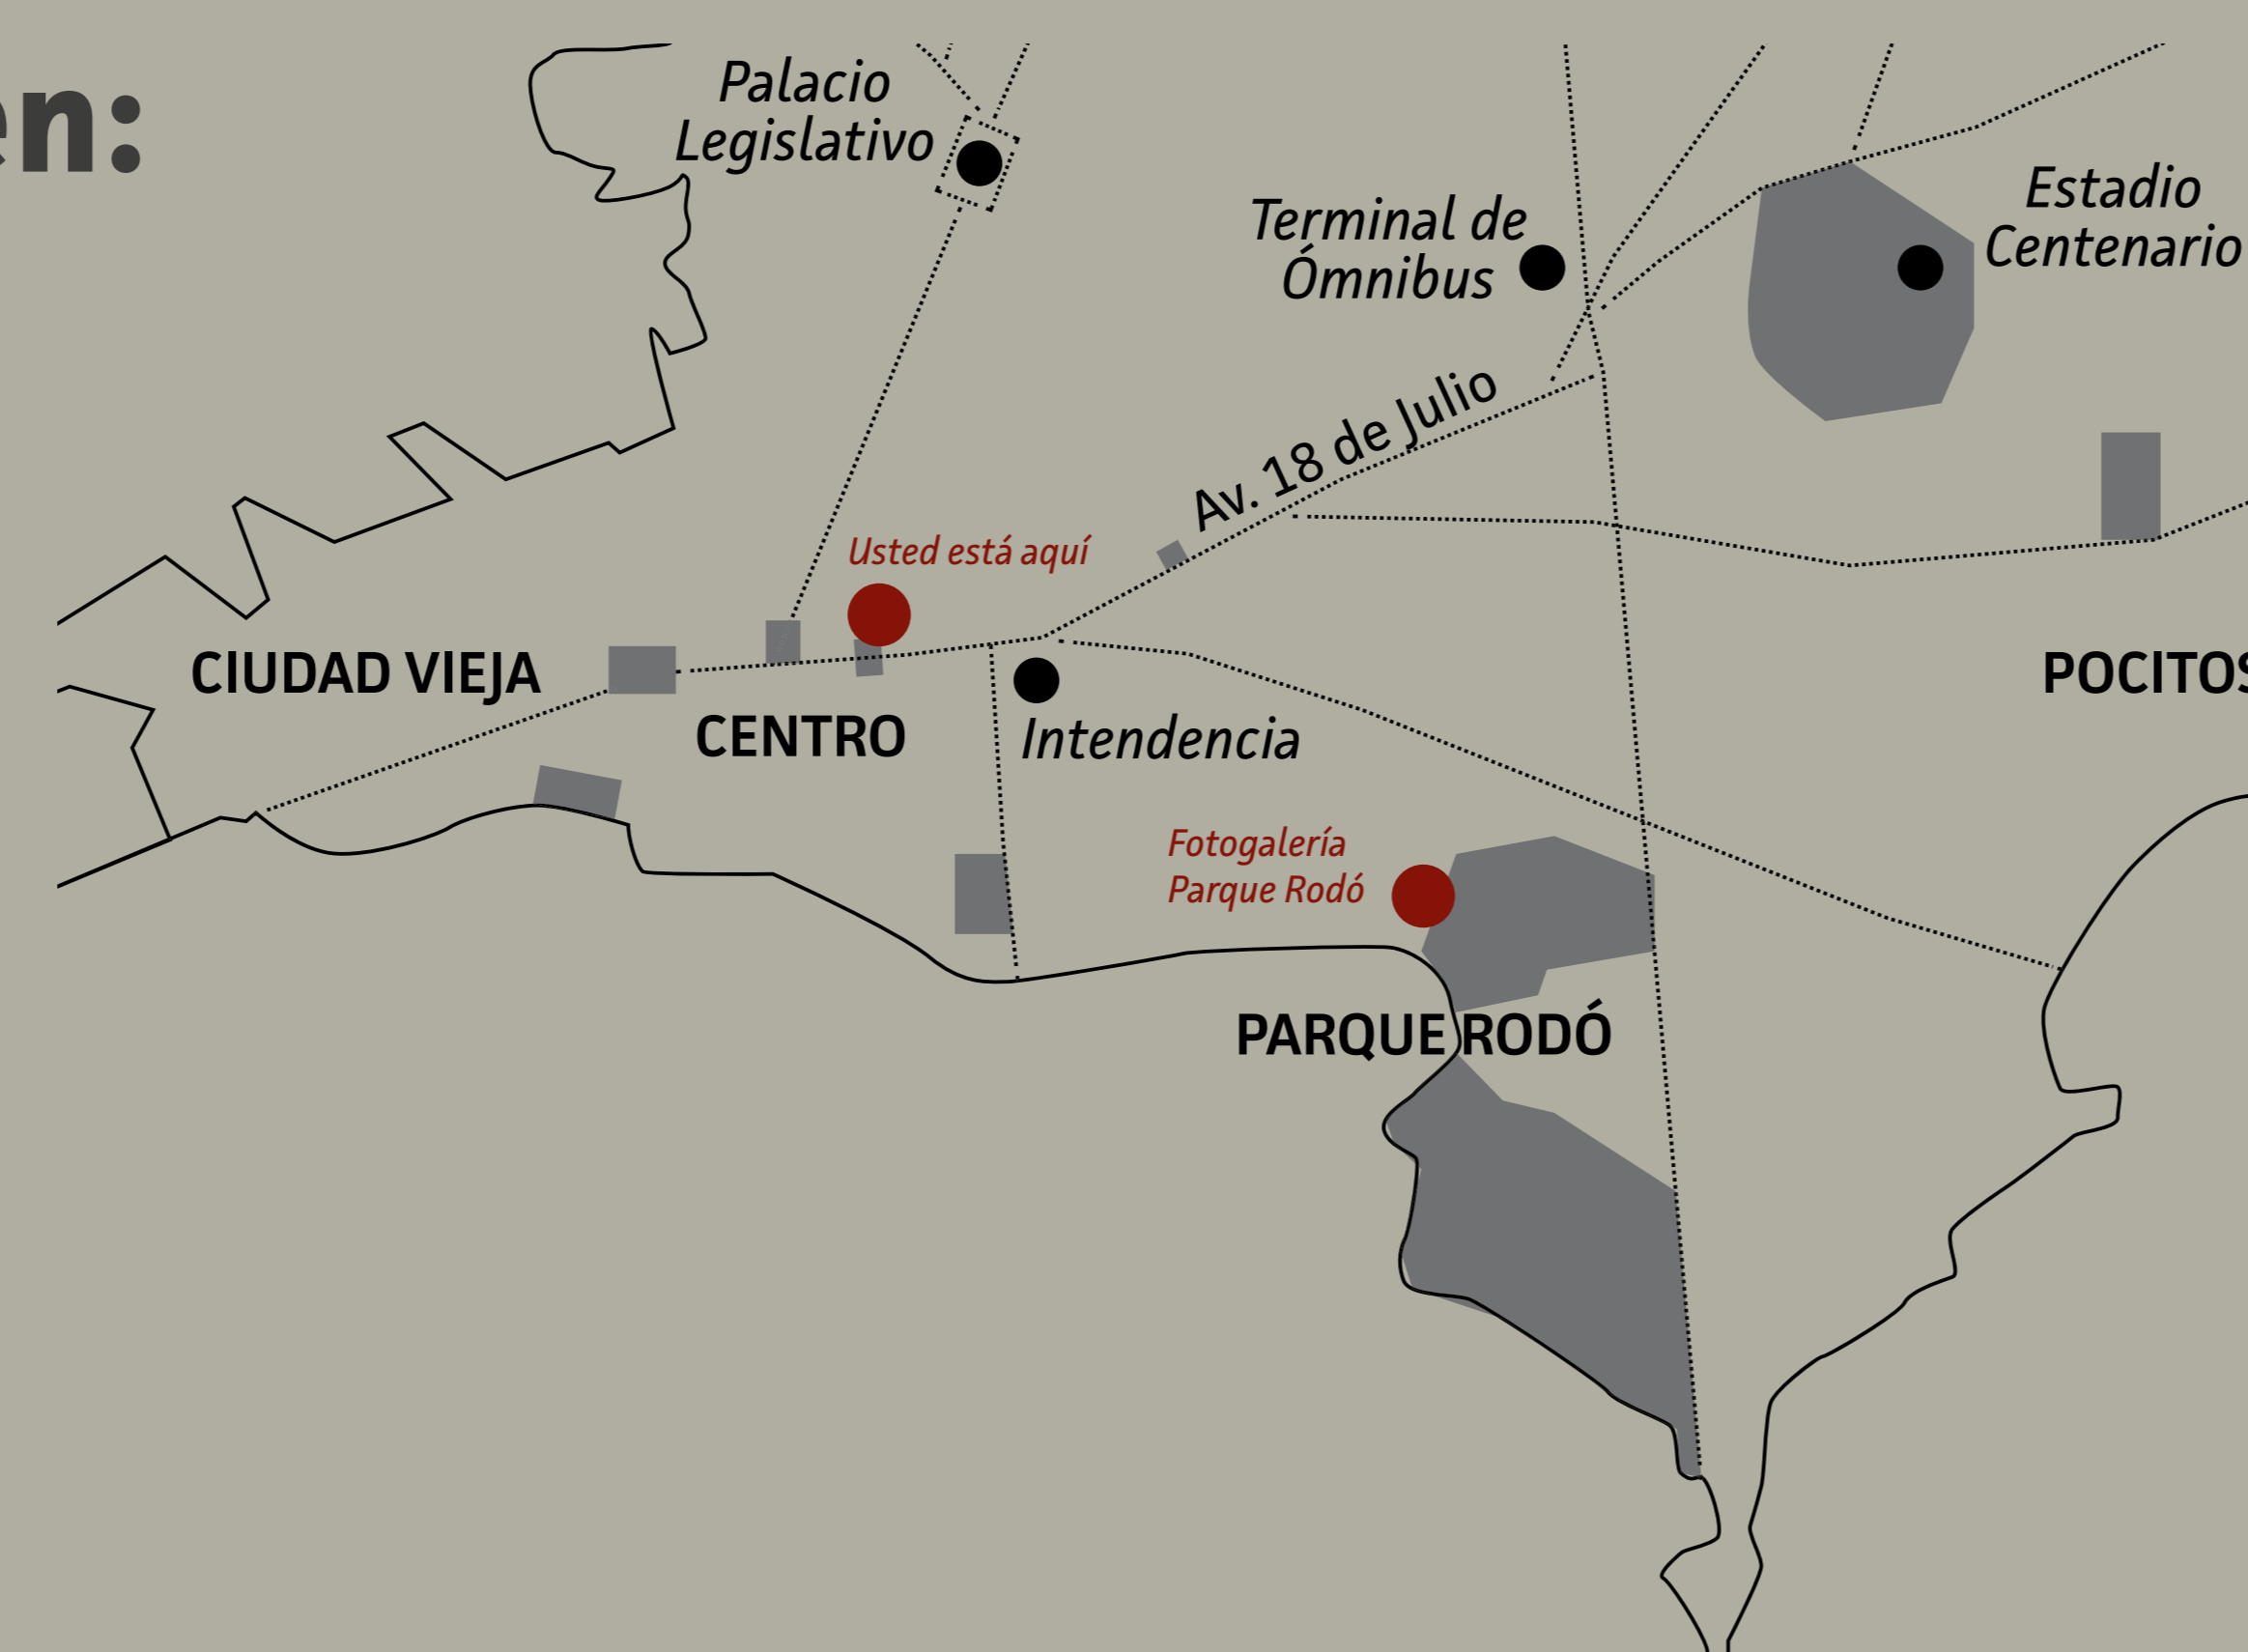 en:
Palacio
Legislativo
Terminal de
Ómnibus
Estadio
Centenario
Av. 18 de Julio
Usted está aquí
CIUDAD VIEJA
CENTRO
Intendencia
POCITOS
Fotogalería
Parque Rodó
PARQUE RODÓ